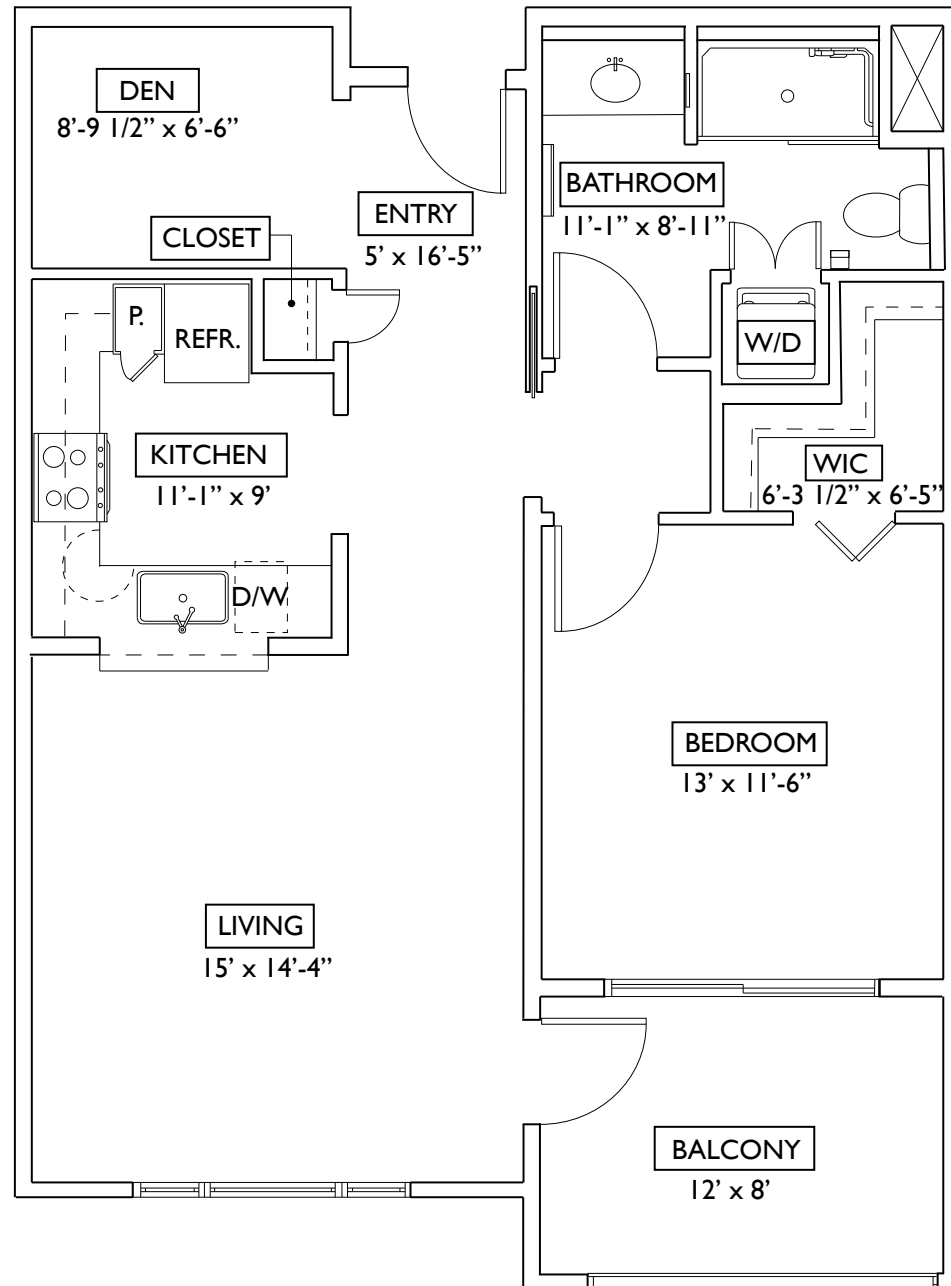 DEN
8'-9 1/2” x 6'-6”
ENTRY
5' x 16'-5”
CLOSET
BATHROOM
11'-1” x 8'-11”
P.
REFR.
W/D
KITCHEN
11'-1” x 9'
WIC
6'-3 1/2” x 6'-5”
D/W
BEDROOM
13' x 11'-6”
LIVING
15' x 14'-4”
BALCONY
12' x 8'